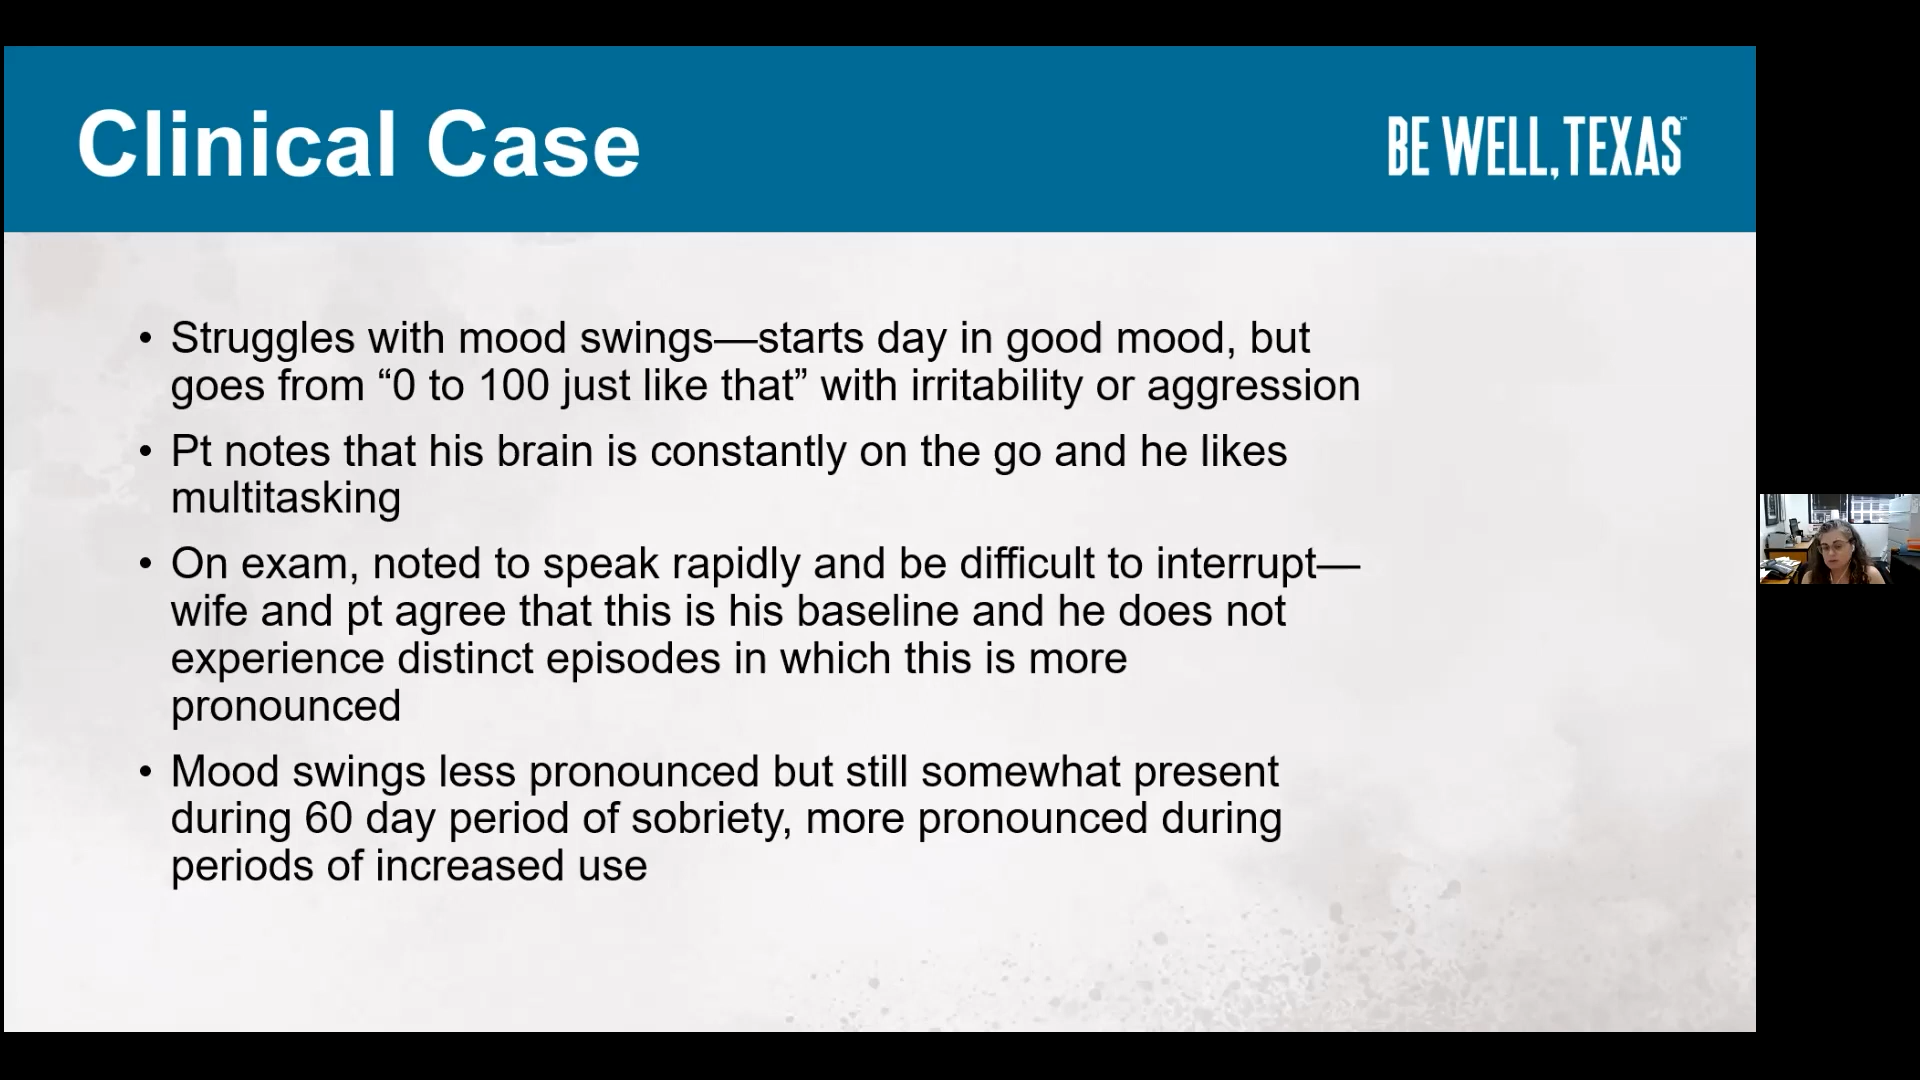 Clinical Case
BE WELL, TEXAS
• Struggles with mood swings—starts day in good mood, but
goes from “0 to 100 just like that” with irritability or aggression
• Pt notes that his brain is constantly on the go and he likes
multitasking
• On exam, noted to speak rapidly and be difficult to interrupt—
wife and pt agree that this is his baseline and he does not
experience distinct episodes in which this is more
pronounced
• Mood swings less pronounced but still somewhat present
during 60 day period of sobriety, more pronounced during
periods of increased use